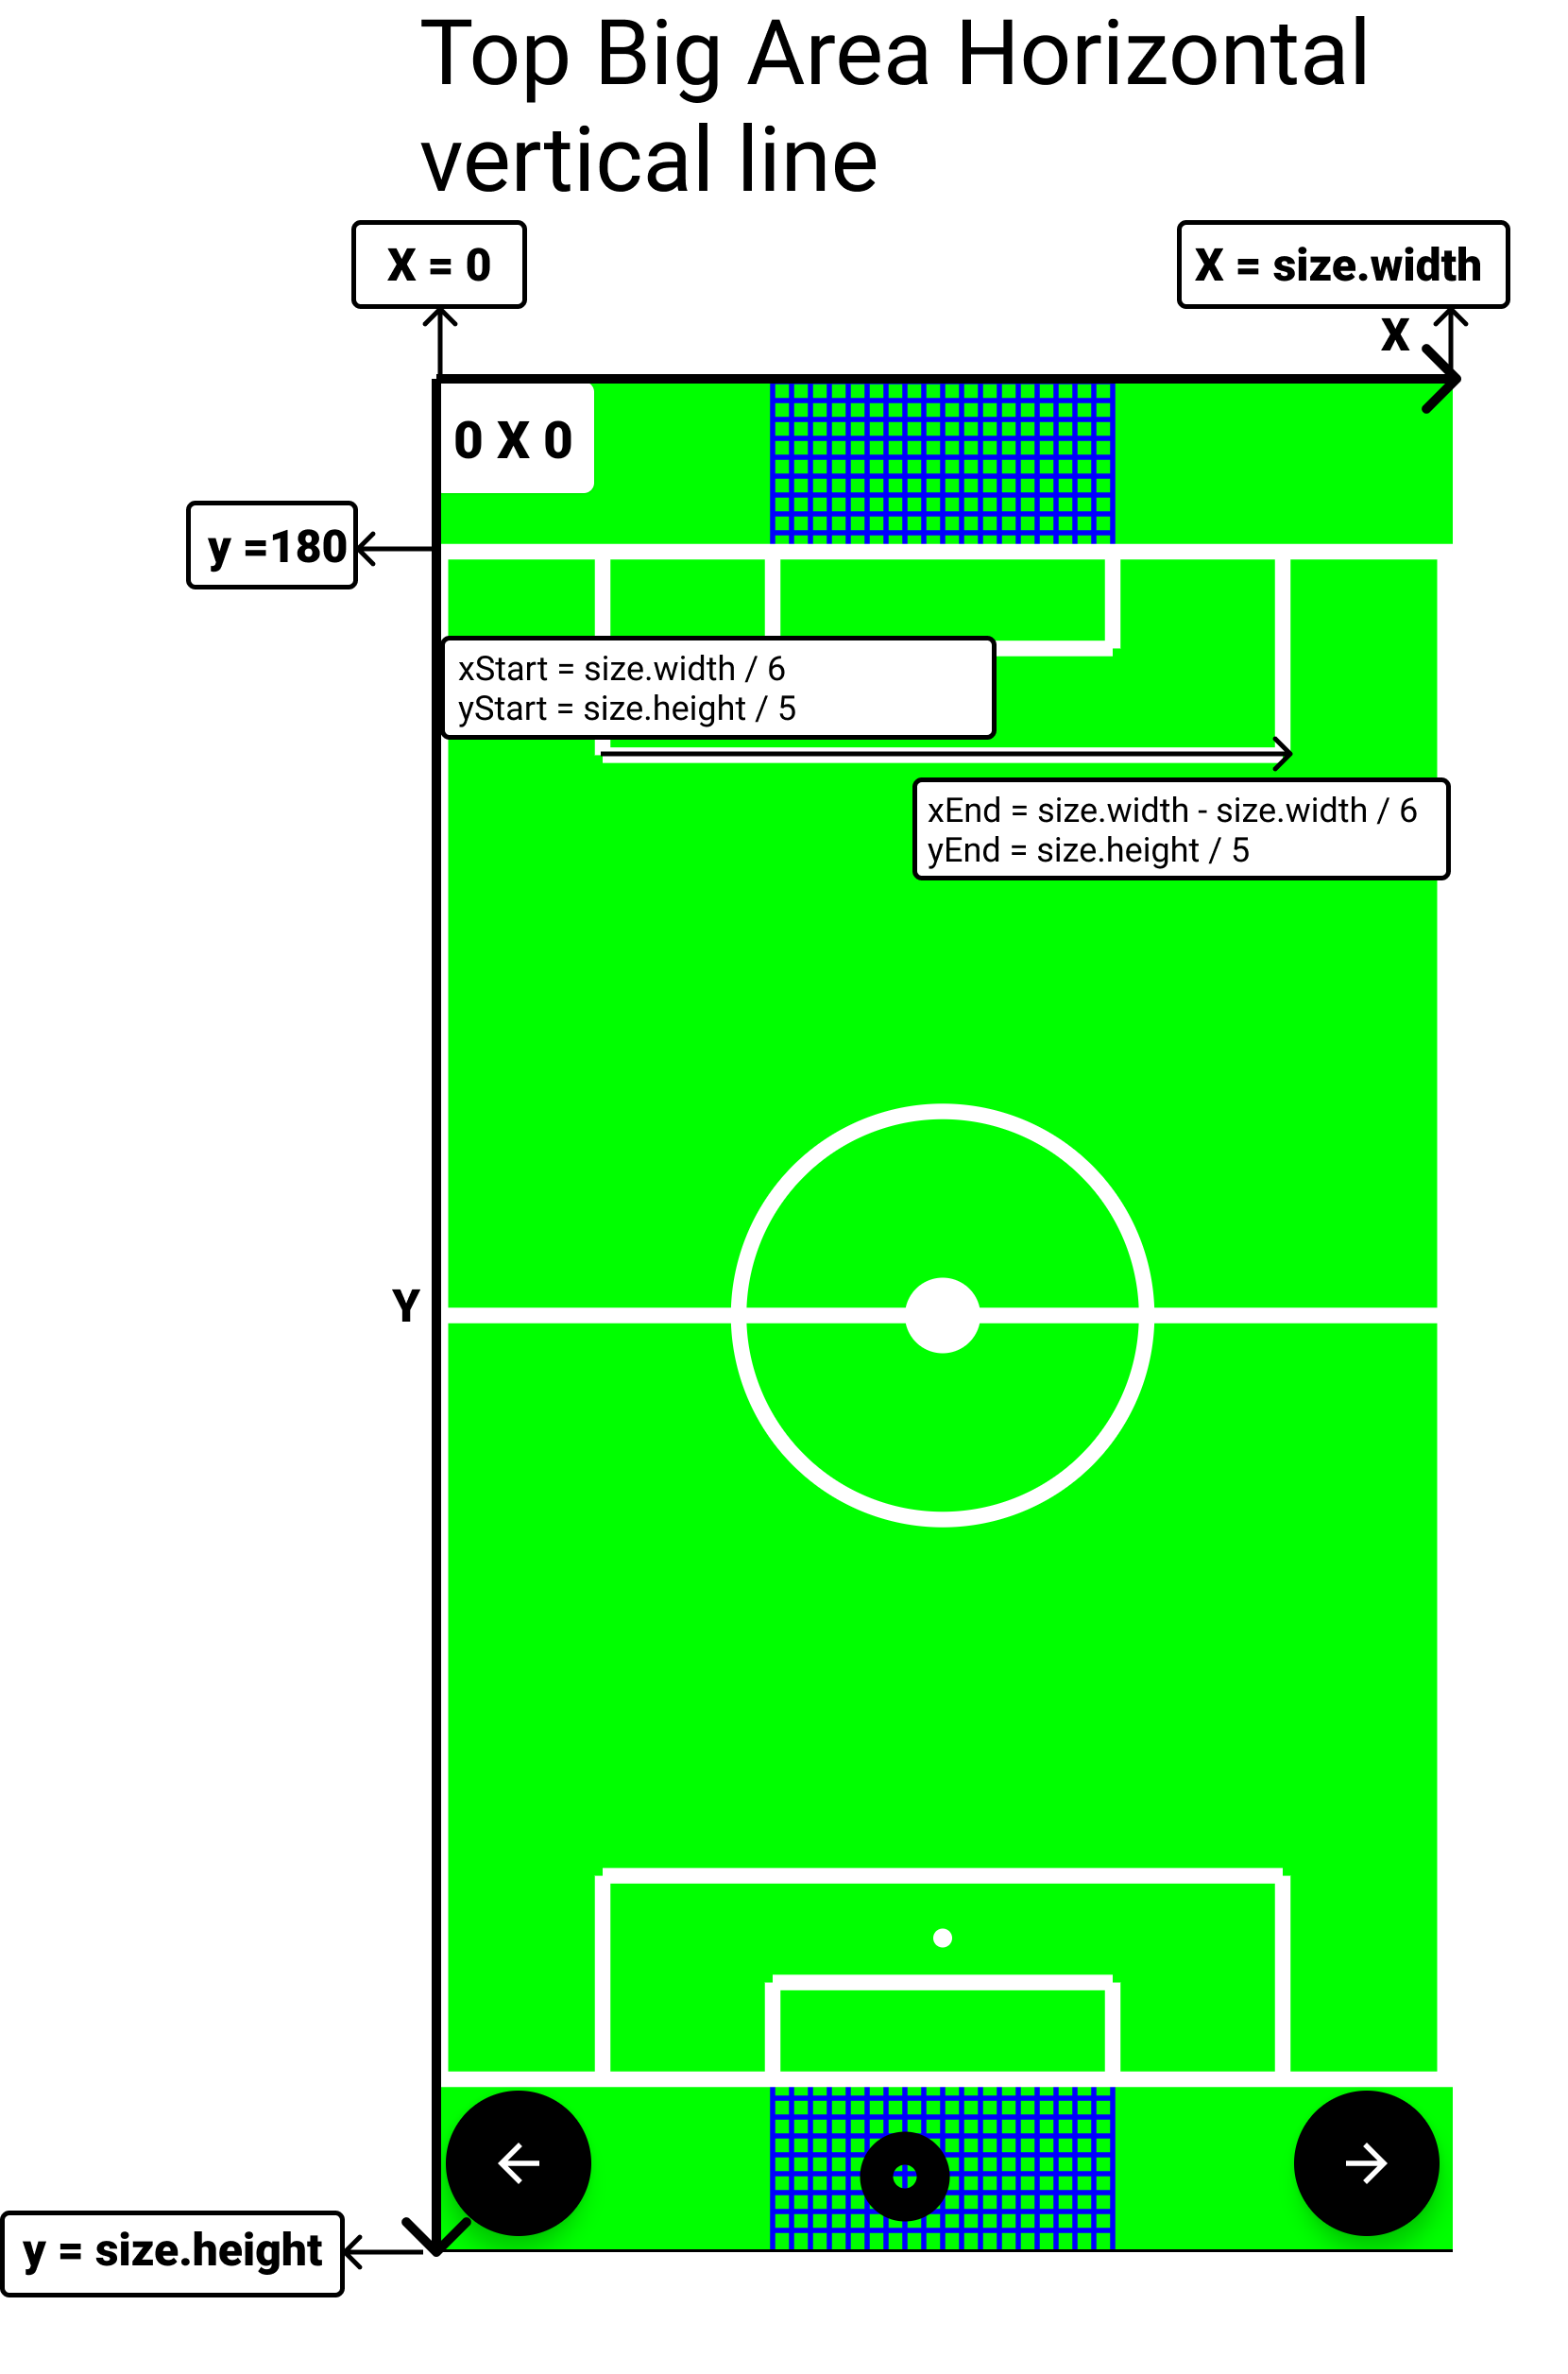 Top Big Area Horizontal
vertical line
X = 0
X = size.width
X
0 X 0
y =180
xStart = size.width / 6
yStart = size.height / 5
xEnd = size.width - size.width / 6
yEnd = size.height / 5
Y
y = size.height